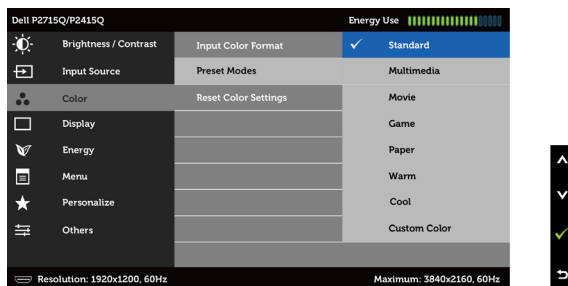 Dell P2715Q/P2415Q
Energy Use
Brightness / Contrast
Input Source
Color
Display
Energy
Menu
Personalize
Others
Input Color Format
Preset Modes
Reset Color Settings
Standard
Multimedia
Movie
Game
Paper
Warm
Cool
Custom Color
Resolution: 1920x1200, 60Hz
Maximum: 3840x2160, 60Hz